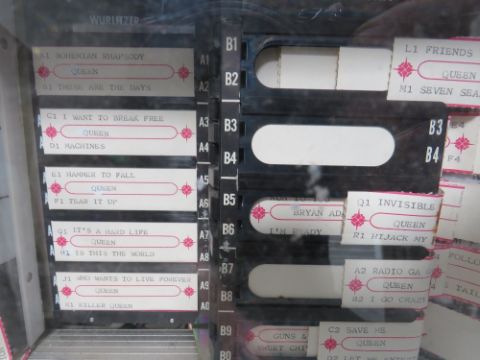 WURLITZER
A1 BOHEMIAN RHAPSODY
QUEEN
B1 THOSE ARE THE DAYS
C1 I WANT TO BREAK FREE
QUEEN
D1 MACHINES
E1 HAMMER TO FALL
QUEEN
F1 TEAR IT UP
G1 IT'S A HARD LIFE
QUEEN
H1 IS THIS THE WORLD
J1 WHO WANTS TO LIVE FOREVER
QUEEN
K1 KILLER QUEEN
A1
A2
A3
A4
A5
A6
A7
A8
A9
A0
B1
B2
B3
B4
B5
B6
B7
B8
B9
B0
L1 FRIENDS
QUEEN
M1 SEVEN SEA
B3
B4
BRYAN AD
I'M READY
Q1 INVISIBLE
QUEEN
R1 HIJACK MY
A2 RADIO GA
QUEEN
B2 I GO CRAZY
GUNS &
C2 SAVE ME
QUEEN